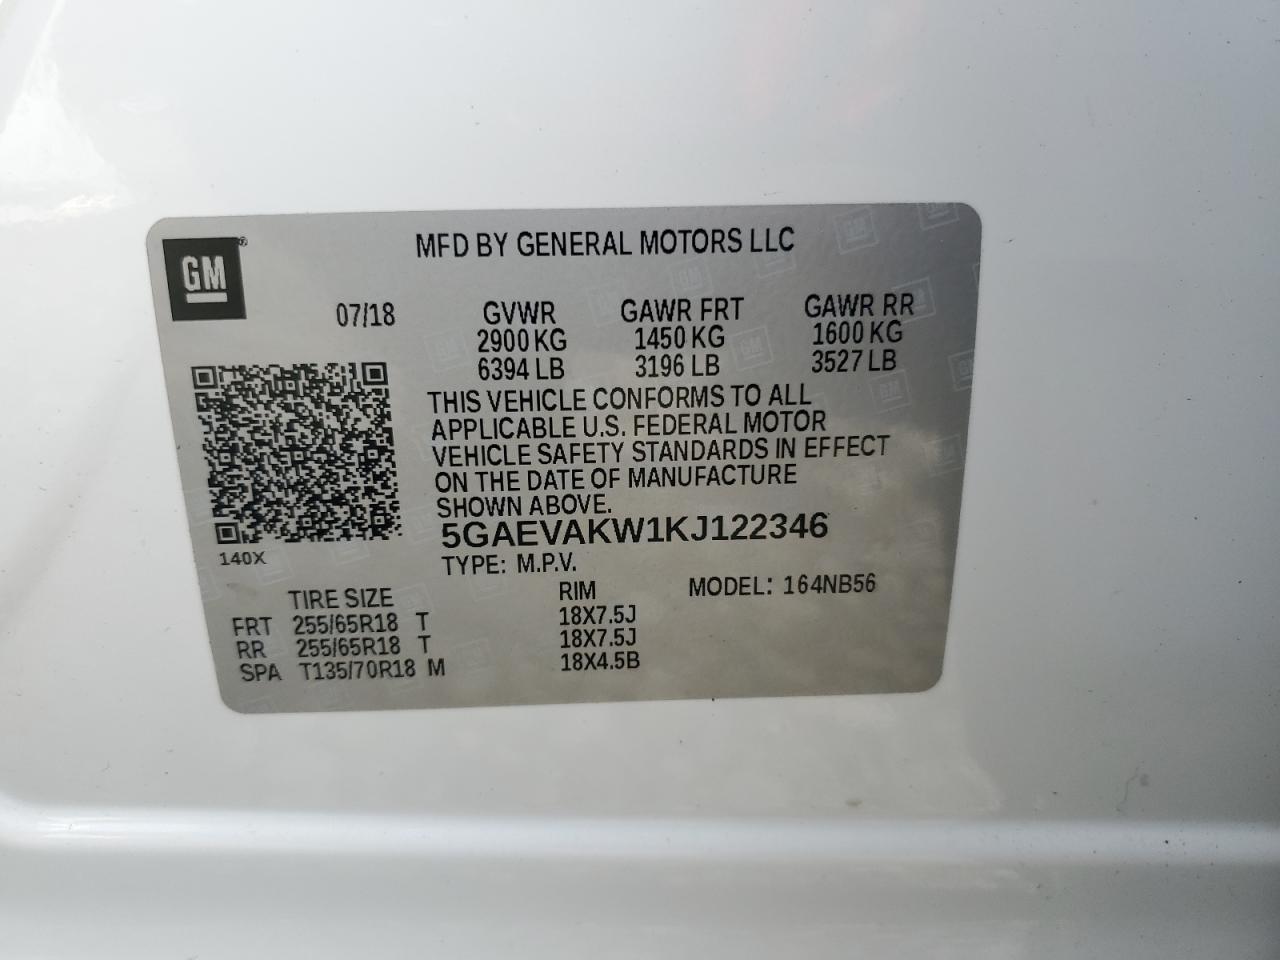 GM®
MFD BY GENERAL MOTORS LLC
07/18 GVWR GAWR FRT GAWR RR
2900 KG 1450 KG 1600 KG
6394 LB 3196 LB 3527 LB
THIS VEHICLE CONFORMS TO ALL
APPLICABLE U.S. FEDERAL MOTOR
VEHICLE SAFETY STANDARDS IN EFFECT
ON THE DATE OF MANUFACTURE
SHOWN ABOVE.
5GAEVAKW1KJ122346
140X
TYPE: M.P.V.
TIRE SIZE RIM MODEL: 164NB56
FRT 255/65R18 T 18X7.5J
RR 255/65R18 T 18X7.5J
SPA T135/70R18 M 18X4.5B